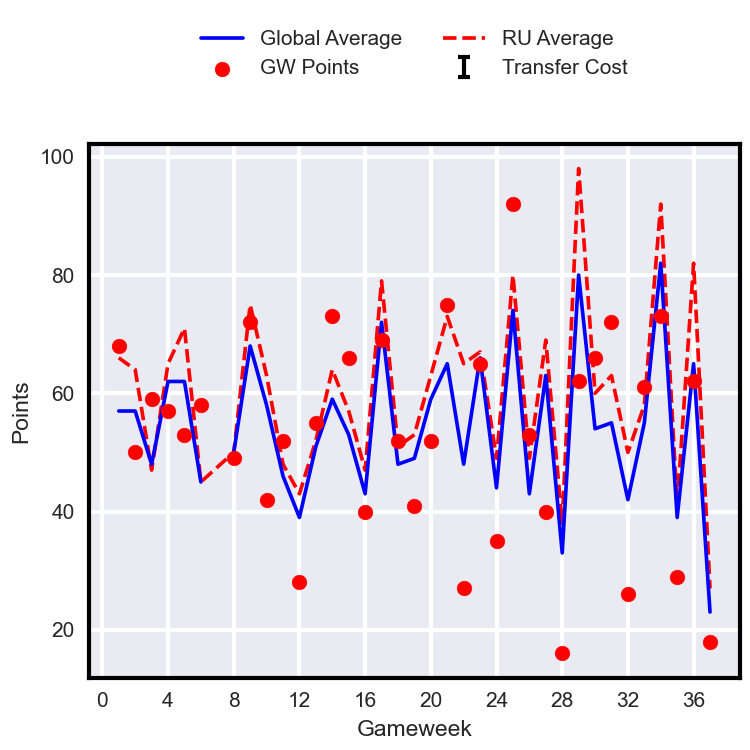 Global Average
RU Average
GW Points
Transfer Cost
100
80
60
40
20
Points
0 4 8 12 16 20 24 28 32 36
Gameweek